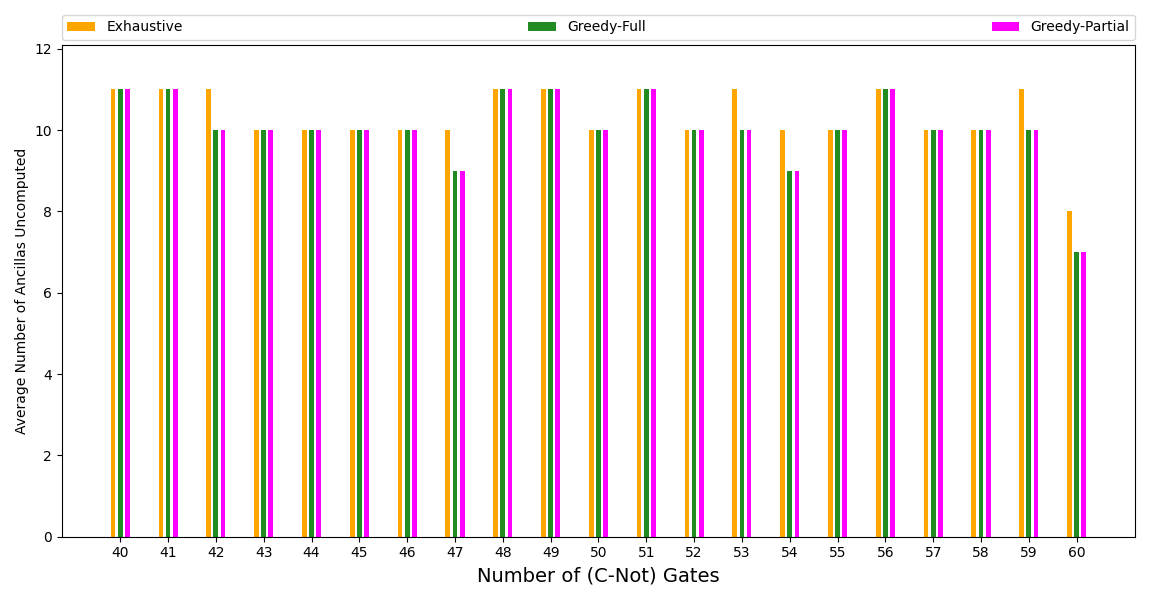 Exhaustive Greedy-Full Greedy-Partial
12
10
8
6
4
2
0
Average Number of Ancillas Uncomputed
40 41 42 43 44 45 46 47 48 49 50 51 52 53 54 55 56 57 58 59 60
Number of (C-Not) Gates